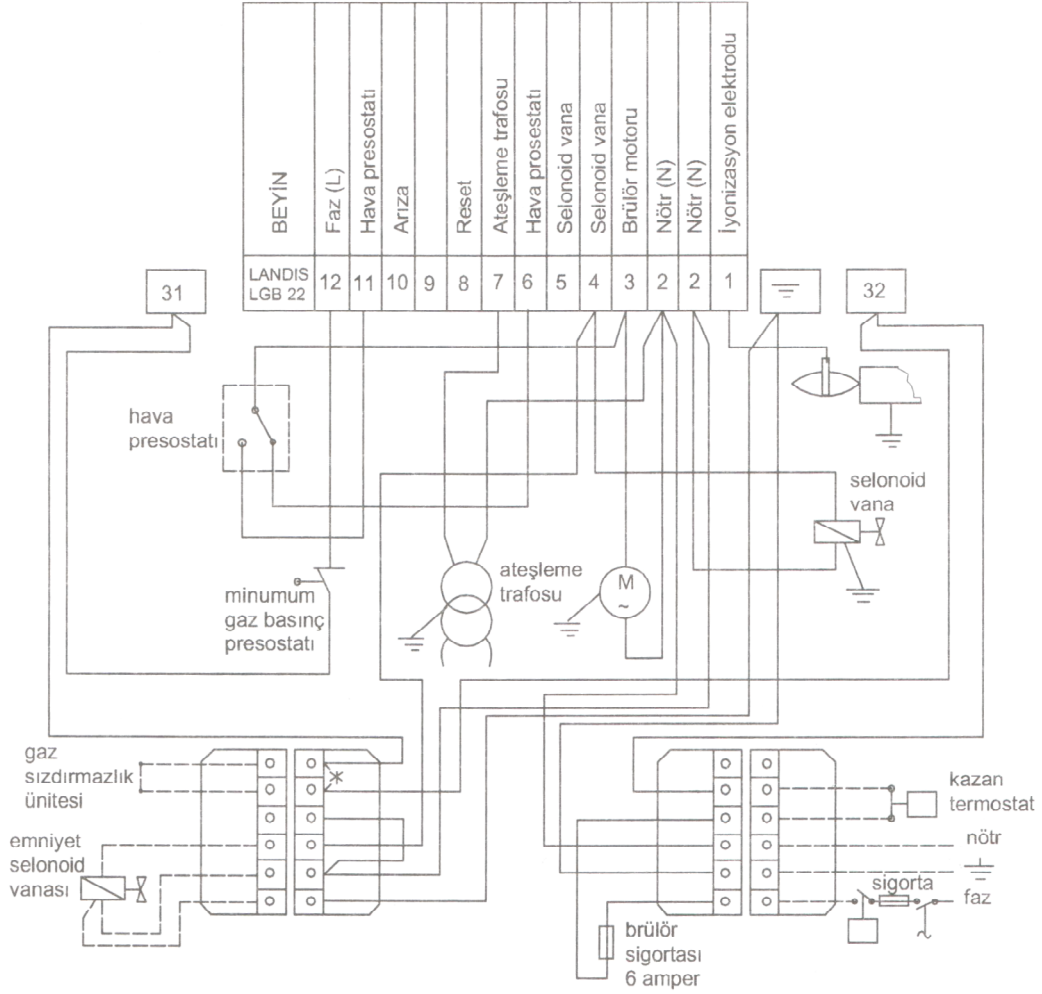 BEYİN
Faz (L)
Hava presostatı
Arıza
Reset
Ateşleme trafosu
Hava prosestatı
Selonoid vana
Selonoid vana
Brülör motoru
Nötr (N)
Nötr (N)
İyonizasyon elektrodu
LANDIS
LGB 22
12
11
10
9
8
7
6
5
4
3
2
2
1
31
32
hava
presostatı
selonoid
vana
ateşleme
trafosu
M
~
minumum
gaz basınç
presostatı
gaz
sızdırmazlık
ünitesi
emniyet
selonoid
vanası
kazan
termostat
nötr
sigorta
faz
brülör
sigortası
6 amper